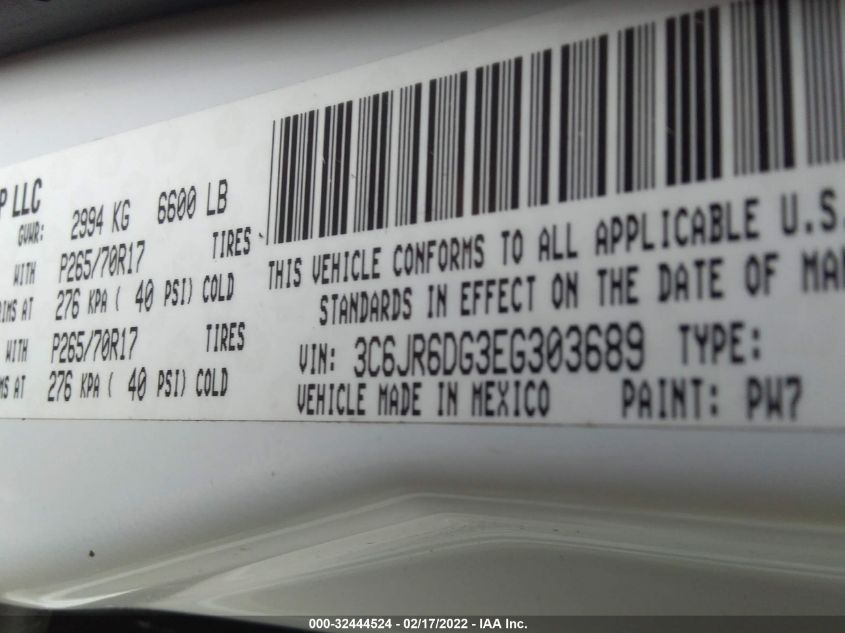 P LLC
GVWR: 2994 KG 6600 LB
WITH P265/70R17 TIRES
RIMS AT 276 KPA ( 40 PSI) COLD
WITH P265/70R17 TIRES
MS AT 276 KPA ( 40 PSI) COLD
THIS VEHICLE CONFORMS TO ALL APPLICABLE U.S.
STANDARDS IN EFFECT ON THE DATE OF MA
VIN: 3C6JR6DG3EG303689 TYPE:
VEHICLE MADE IN MEXICO PAINT: PW7
000-32444524 - 02/17/2022 - IAA Inc.